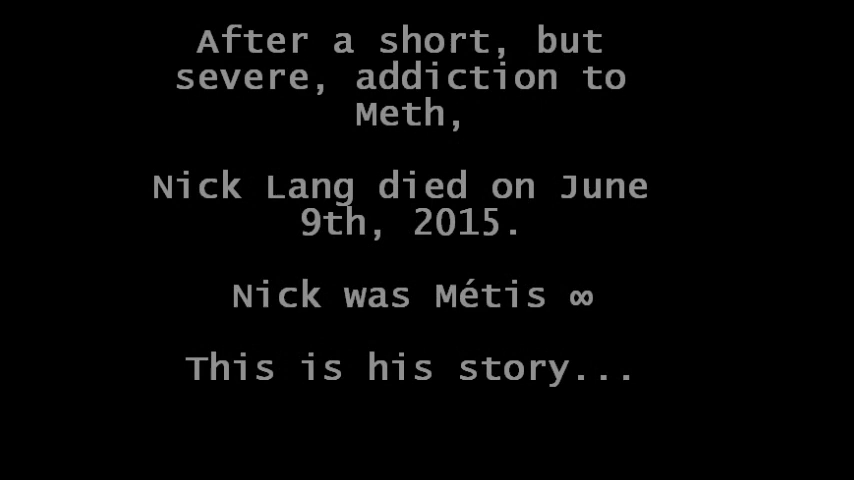 After a short, but
severe, addiction to
Meth,
Nick Lang died on June
9th, 2015.
Nick was Métis ∞
This is his story...